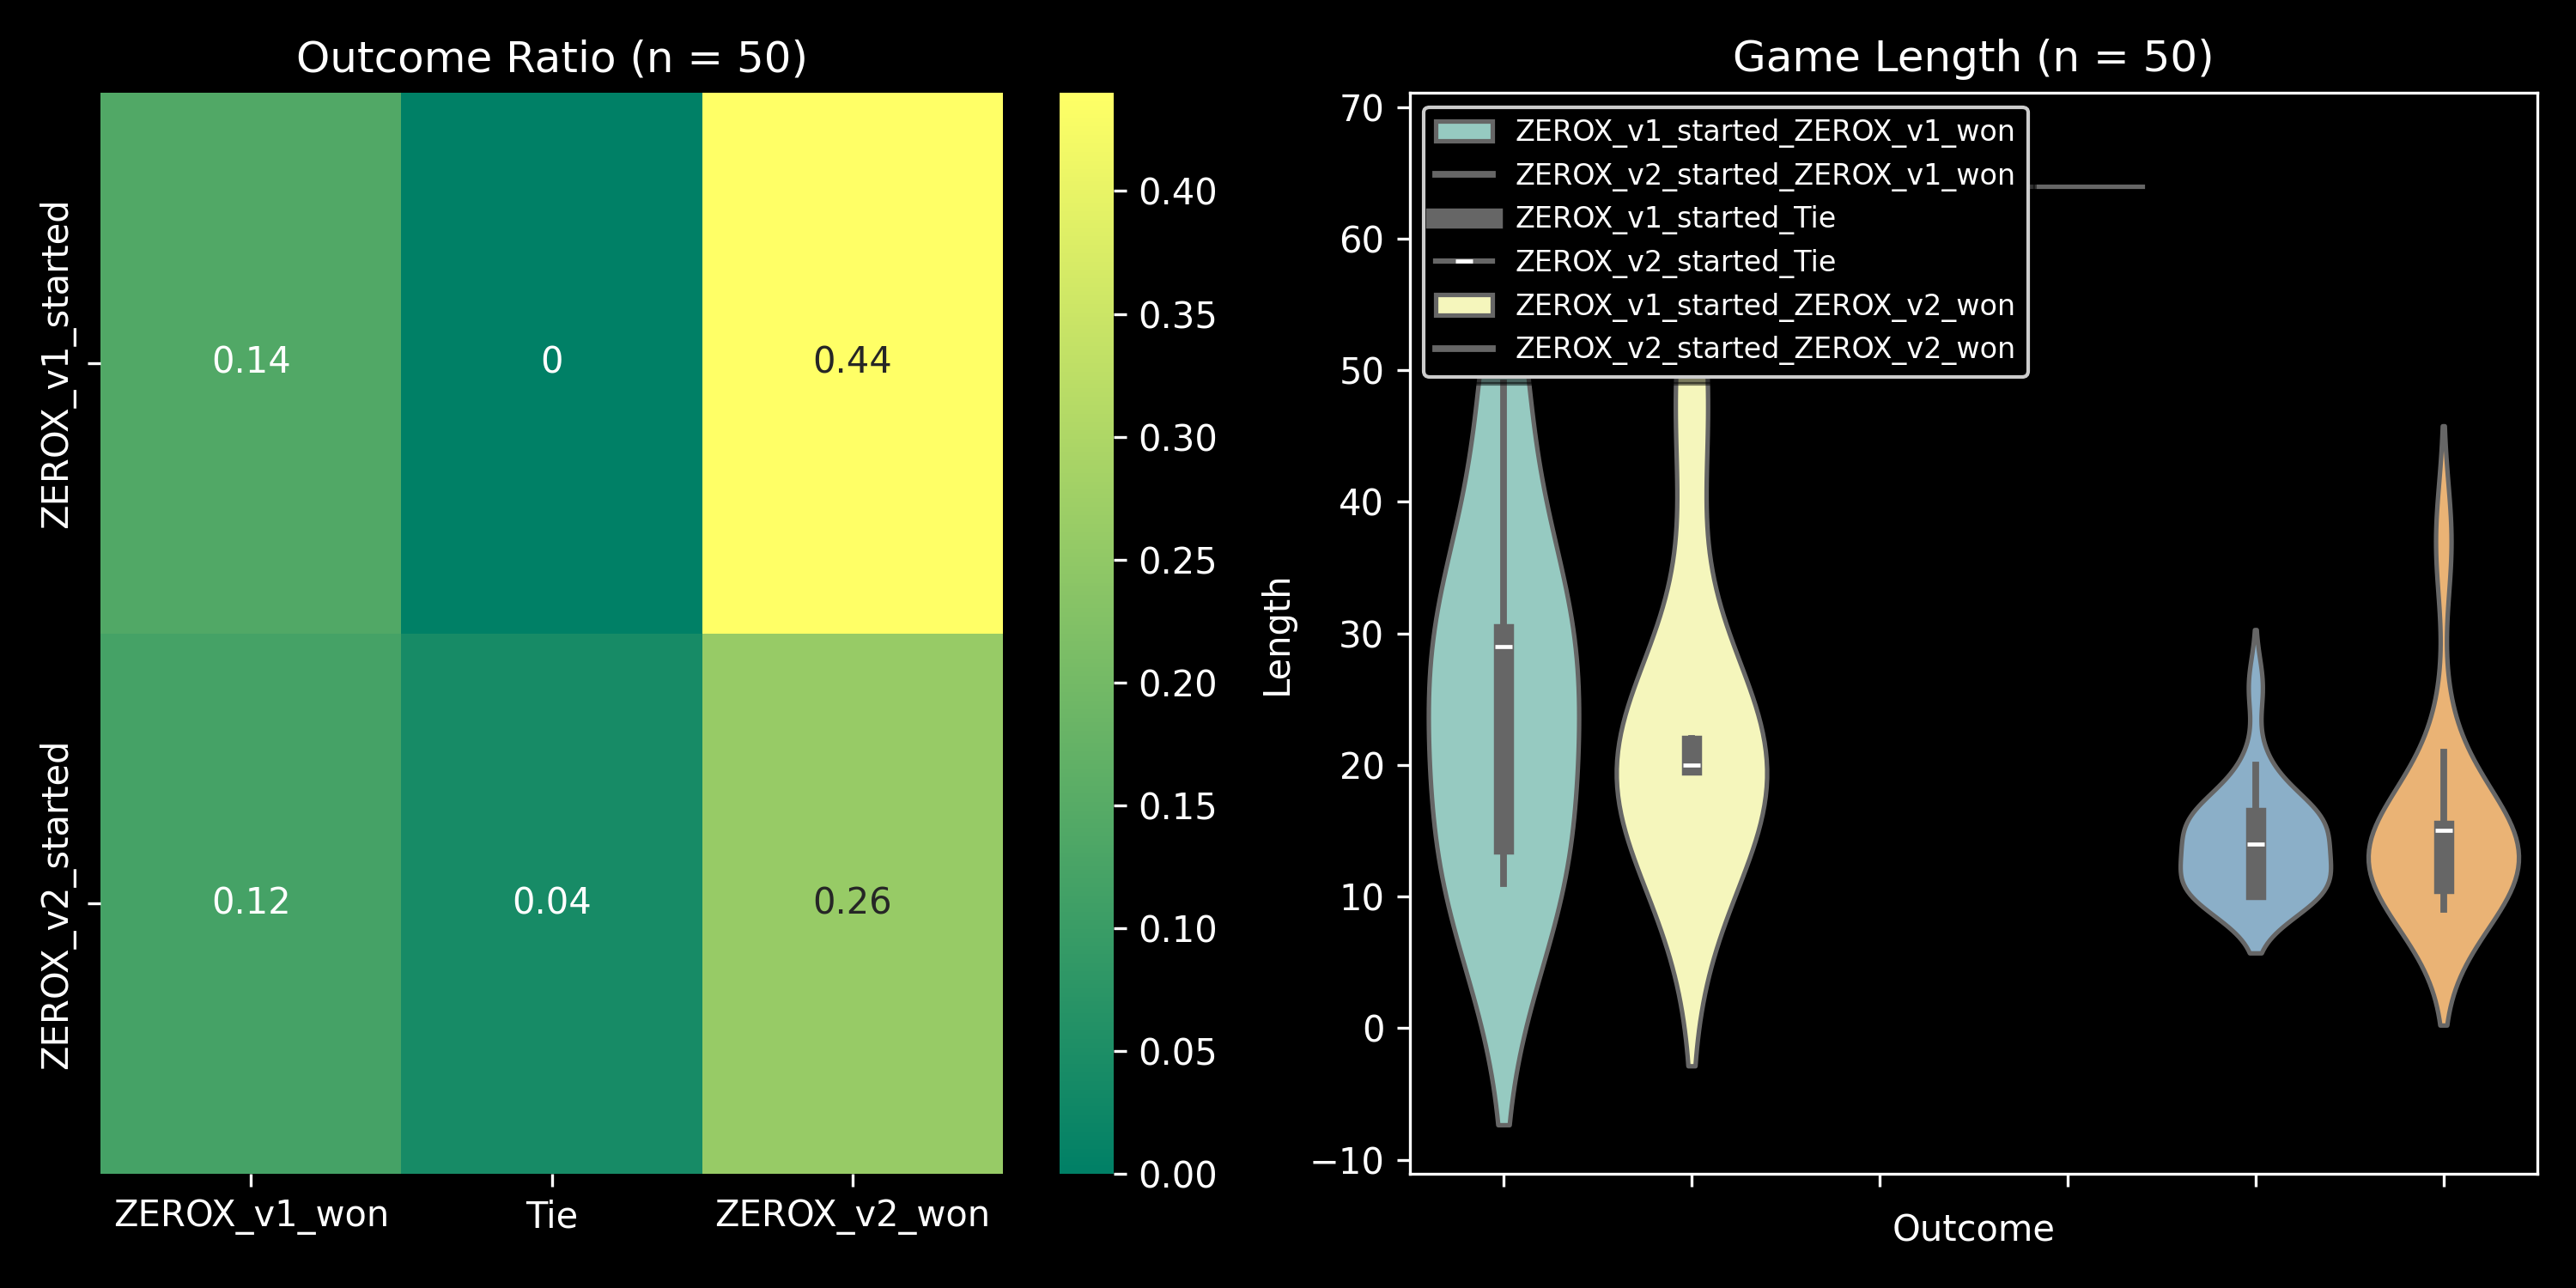 Outcome Ratio (n = 50)
ZEROX_v1_started
ZEROX_v2_started
0.14
0
0.44
0.12
0.04
0.26
ZEROX_v1_won
Tie
ZEROX_v2_won
0.40
0.35
0.30
0.25
0.20
0.15
0.10
0.05
0.00
Game Length (n = 50)
Length
70
60
50
40
30
20
10
0
−10
ZEROX_v1_started_ZEROX_v1_won
ZEROX_v2_started_ZEROX_v1_won
ZEROX_v1_started_Tie
ZEROX_v2_started_Tie
ZEROX_v1_started_ZEROX_v2_won
ZEROX_v2_started_ZEROX_v2_won
Outcome